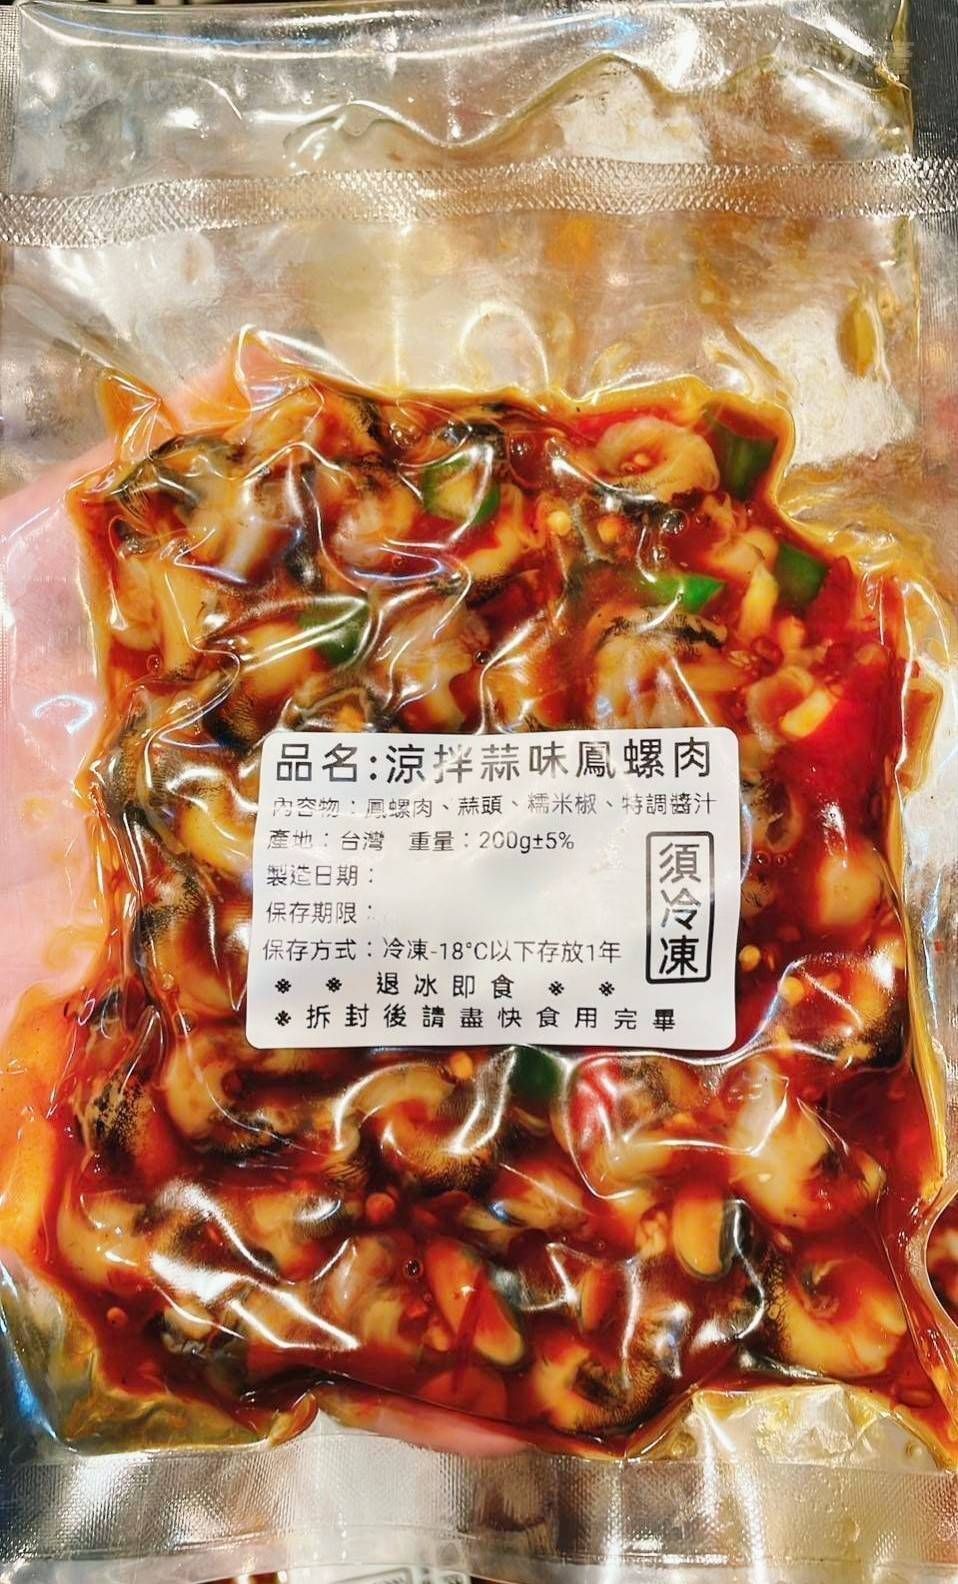 品名:涼拌蒜味鳳螺肉
內容物:鳳螺肉、蒜頭、糯米椒、特調醬汁
產地:台灣 重量:200g±5%
製造日期:
保存期限:
保存方式:冷凍-18°C以下存放1年
須冷凍
※ ※ 退冰即食 ※ ※
※拆封後請盡快食用完畢